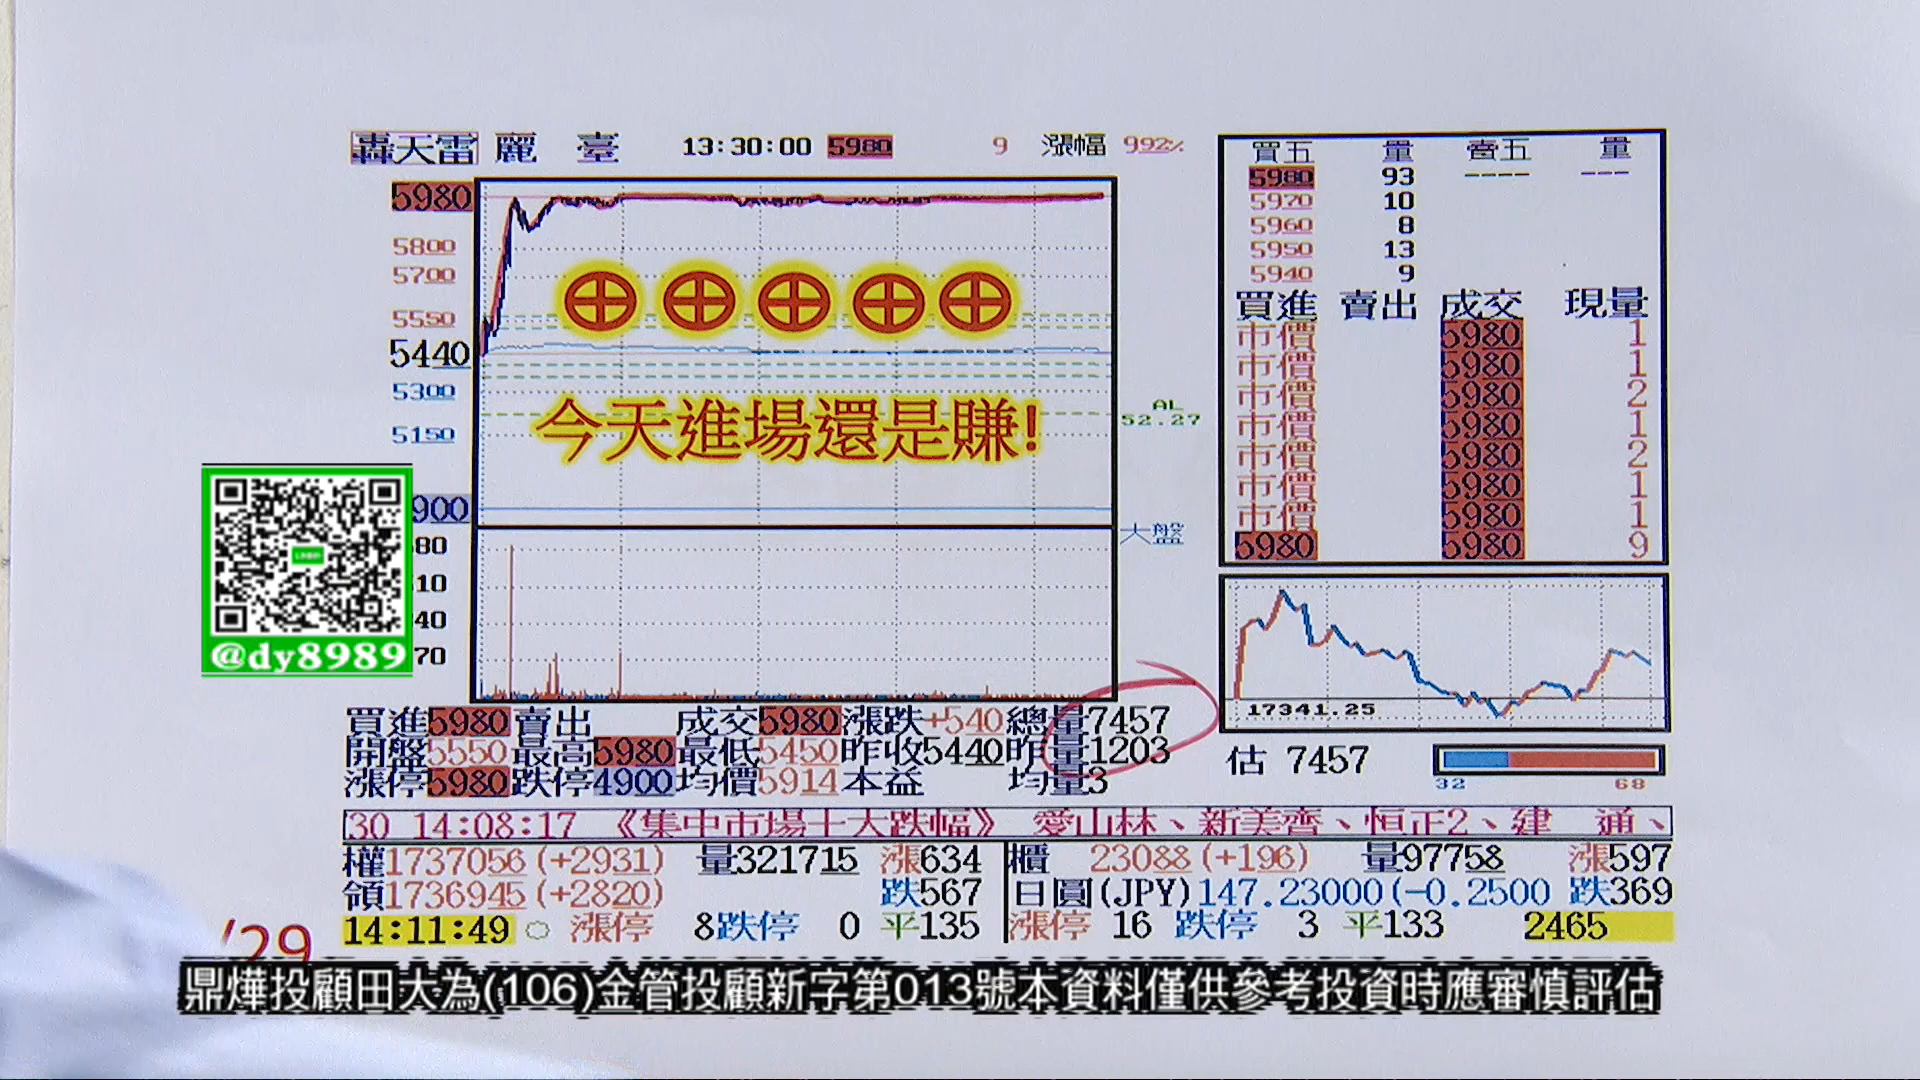 轟天雷 麗 臺 13:30:00 5980 9 漲幅 992%
5980
5800
5700
5550
5440
5300
5150
900
80
10
40
70
今天進場還是賺!
AL
52.27
大盤
買五 量 賣五 量
5980 93 ---- ---
5970 10
5960 8
5950 13
5940 9
買進 賣出 成交 現量
市價 5980 1
市價 5980 1
市價 5980 2
市價 5980 1
市價 5980 2
市價 5980 1
市價 5980 1
5980 5980 9
17341.25
估 7457
32 68
@dy8989
買進5980賣出 成交5980漲跌+540總量7457
開盤5550最高5980最低5450昨收5440昨量1203
漲停5980跌停4900均價5914本益 均量3
30 14:08:17 《集中市場十大跌幅》 愛山林、新美齊、恒正2、建 通、
權1737056(+2931) 量321715 漲634 櫃 23088(+196) 量97758 漲597
領1736945(+2820) 跌567 日圓(JPY)147.23000(-0.2500 跌369
14:11:49 漲停 8跌停 0 平135 漲停 16 跌停 3 平133 2465
/29
鼎燁投顧田大為(106)金管投顧新字第013號本資料僅供參考投資時應審慎評估